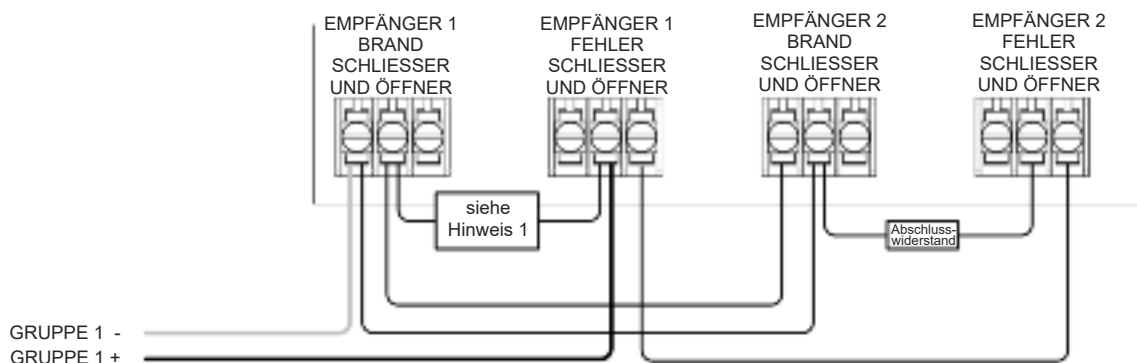 EMPFÄNGER 1
BRAND
SCHLIESSER
UND ÖFFNER
EMPFÄNGER 1
FEHLER
SCHLIESSER
UND ÖFFNER
EMPFÄNGER 2
BRAND
SCHLIESSER
UND ÖFFNER
EMPFÄNGER 2
FEHLER
SCHLIESSER
UND ÖFFNER
siehe
Hinweis 1
Abschluss-
widerstand
GRUPPE 1 -
GRUPPE 1 +